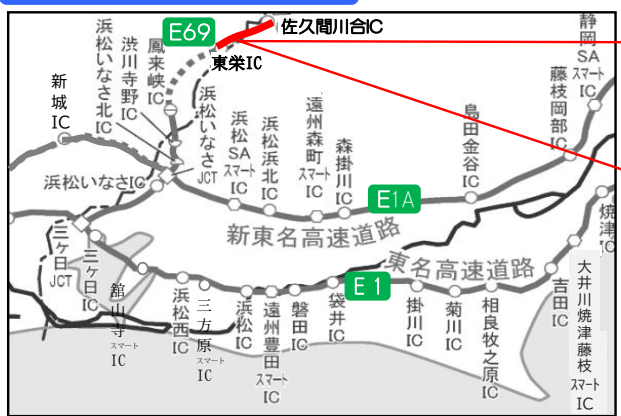 E69
佐久間川合IC
東栄IC
鳳来峡IC
渋川寺野IC
浜松いなさ北IC
新城IC
浜松いなさJCT
浜松いなさIC
浜松SAスマートIC
浜松浜北IC
遠州森町スマートIC
森掛川IC
島田金谷IC
藤枝岡部IC
静岡SAスマートIC
E1A
新東名高速道路
三ヶ日JCT
三ヶ日IC
舘山寺スマートIC
浜松西IC
三方原スマートIC
浜松IC
遠州豊田スマートIC
磐田IC
袋井IC
E1
東名高速道路
掛川IC
菊川IC
相良牧之原IC
吉田IC
大井川焼津藤枝スマートIC
焼津IC